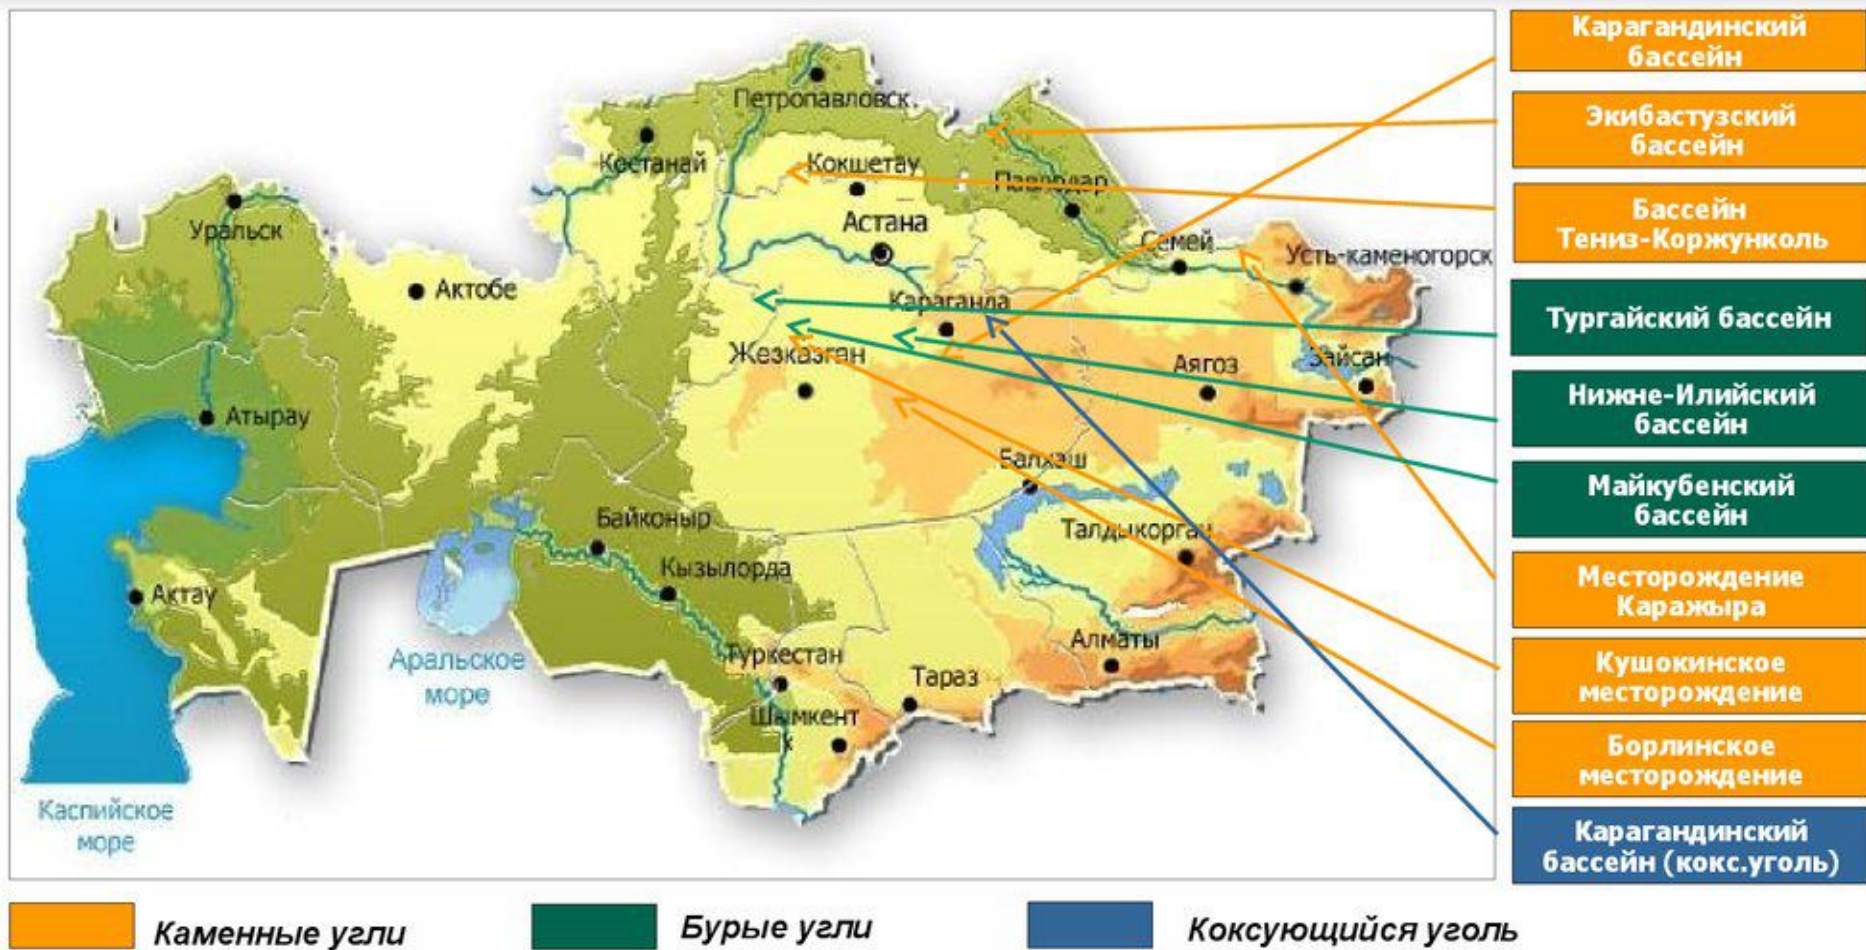 Карагандинский
бассейн
Экибастузский
бассейн
Бассейн
Тениз-Коржунколь
Тургайский бассейн
Нижне-Илийский
бассейн
Майкубенский
бассейн
Месторождение
Каражыра
Кушокинское
месторождение
Борлинское
месторождение
Карагандинский
бассейн (кокс.уголь)
Петропавловск
Костанай
Кокшетау
Павлодар
Уральск
Астана
Семей
Усть-каменогорск
Актобе
Караганда
Жезказган
Аягоз
Зайсан
Атырау
Балхаш
Байконыр
Талдыкорган
Кызылорда
Актау
Аральское
море
Туркестан
Алматы
Тараз
Шымкент
к
Каспийское
море
Каменные угли
Бурые угли
Коксующийся уголь